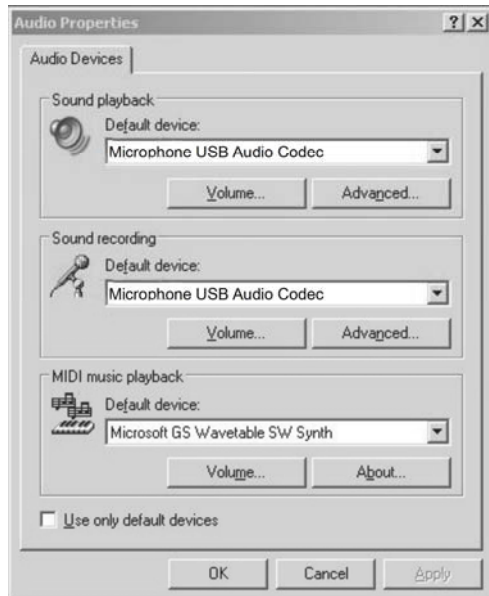 Audio Properties
Audio Devices
Sound playback
Default device:
Microphone USB Audio Codec
Volume...
Advanced...
Sound recording
Default device:
Microphone USB Audio Codec
Volume...
Advanced...
MIDI music playback
Default device:
Microsoft GS Wavetable SW Synth
Volume...
About...
Use only default devices
OK
Cancel
Apply